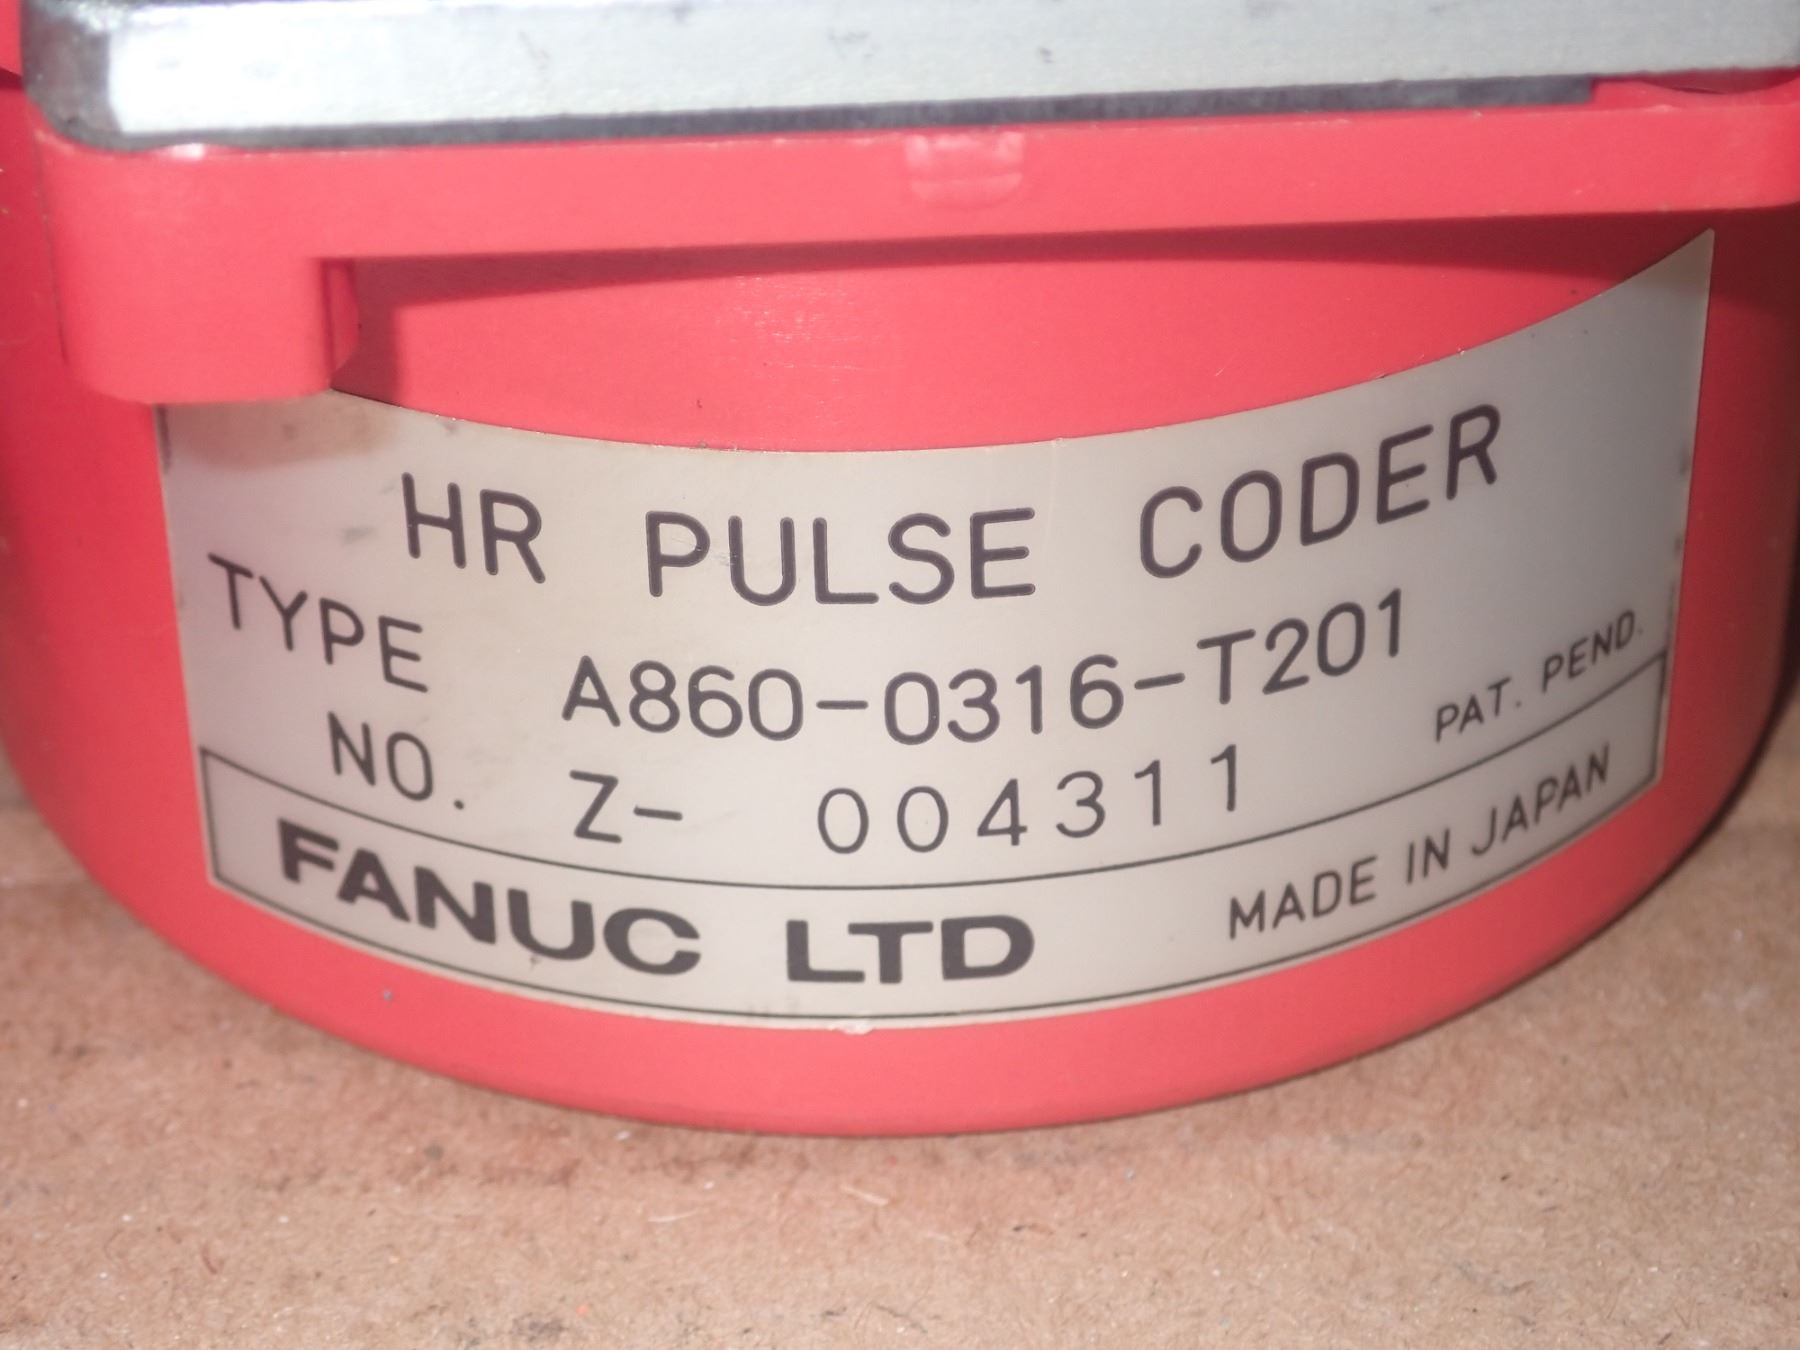 HR PULSE CODER
TYPE A860-0316-T201
NO. Z- 004311 PAT. PEND.
FANUC LTD MADE IN JAPAN